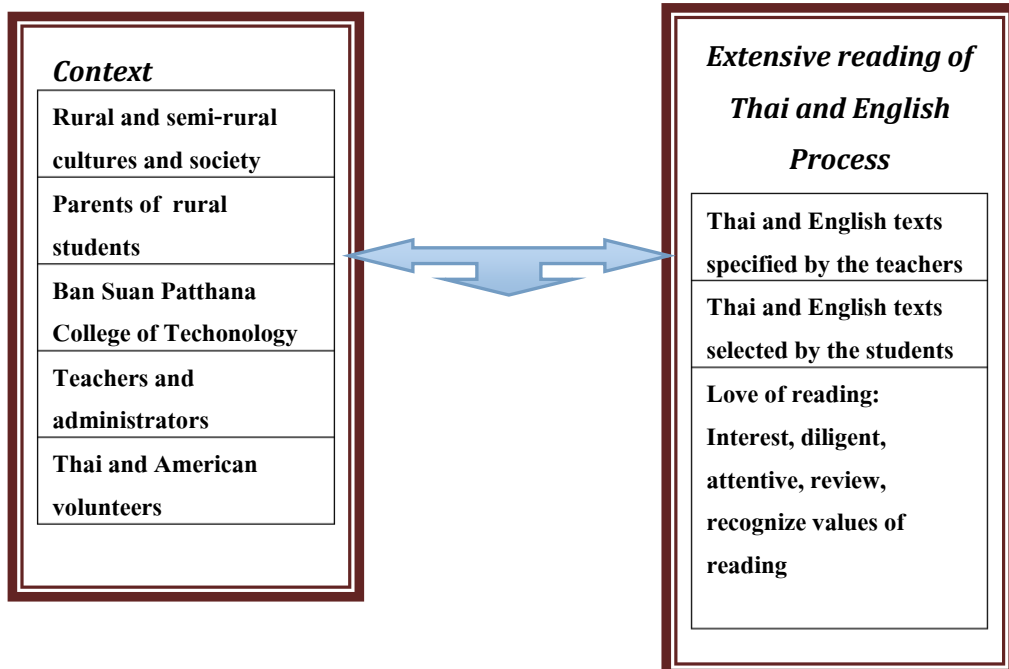 Context
Rural and semi-rural
cultures and society
Parents of rural
students
Ban Suan Patthana
College of Techonology
Teachers and
administrators
Thai and American
volunteers
Extensive reading of
Thai and English
Process
Thai and English texts
specified by the teachers
Thai and English texts
selected by the students
Love of reading:
Interest, diligent,
attentive, review,
recognize values of
reading